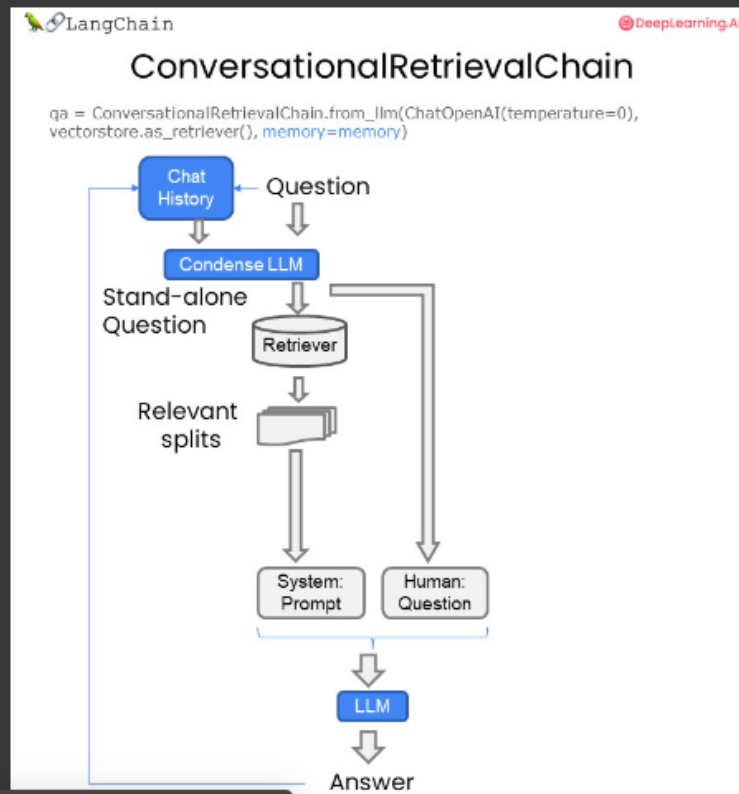 LangChain
DeepLearning.AI
ConversationalRetrievalChain
qa = ConversationalRetrievalChain.from_llm(ChatOpenAI(temperature=0),
vectorstore.as_retriever(), memory=memory)
Chat
History
Question
Condense LLM
Stand-alone
Question
Retriever
Relevant
splits
System:
Prompt
Human:
Question
LLM
Answer